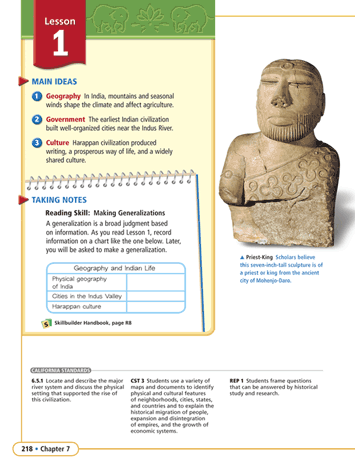 Lesson
1
MAIN IDEAS
1 Geography In India, mountains and seasonal
winds shape the climate and affect agriculture.
2 Government The earliest Indian civilization
built well-organized cities near the Indus River.
3 Culture Harappan civilization produced
writing, a prosperous way of life, and a widely
shared culture.
TAKING NOTES
Reading Skill: Making Generalizations
A generalization is a broad judgment based
on information. As you read Lesson 1, record
information on a chart like the one below. Later,
you will be asked to make a generalization.
Geography and Indian Life
Physical geography
of India
Cities in the Indus Valley
Harappan culture
Skillbuilder Handbook, page R8
▲ Priest-King Scholars believe
this seven-inch-tall sculpture is of
a priest or king from the ancient
city of Mohenjo-Daro.
CALIFORNIA STANDARDS
6.5.1 Locate and describe the major
river system and discuss the physical
setting that supported the rise of
this civilization.
CST 3 Students use a variety of
maps and documents to identify
physical and cultural features
of neighborhoods, cities, states,
and countries and to explain the
historical migration of people,
expansion and disintegration
of empires, and the growth of
economic systems.
REP 1 Students frame questions
that can be answered by historical
study and research.
218 • Chapter 7